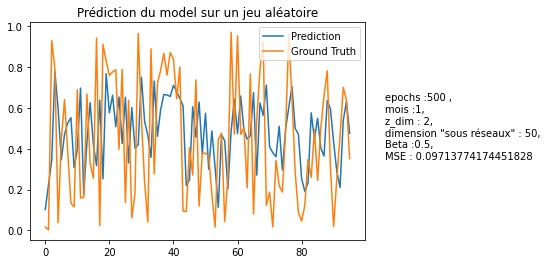 Prédiction du model sur un jeu aléatoire
Prediction
Ground Truth
1.0
0.8
0.6
0.4
0.2
0.0
0
20
40
60
80
epochs :500 ,
mois :1,
z_dim : 2,
dimension "sous réseaux" : 50,
Beta :0.5,
MSE : 0.09713774174451828